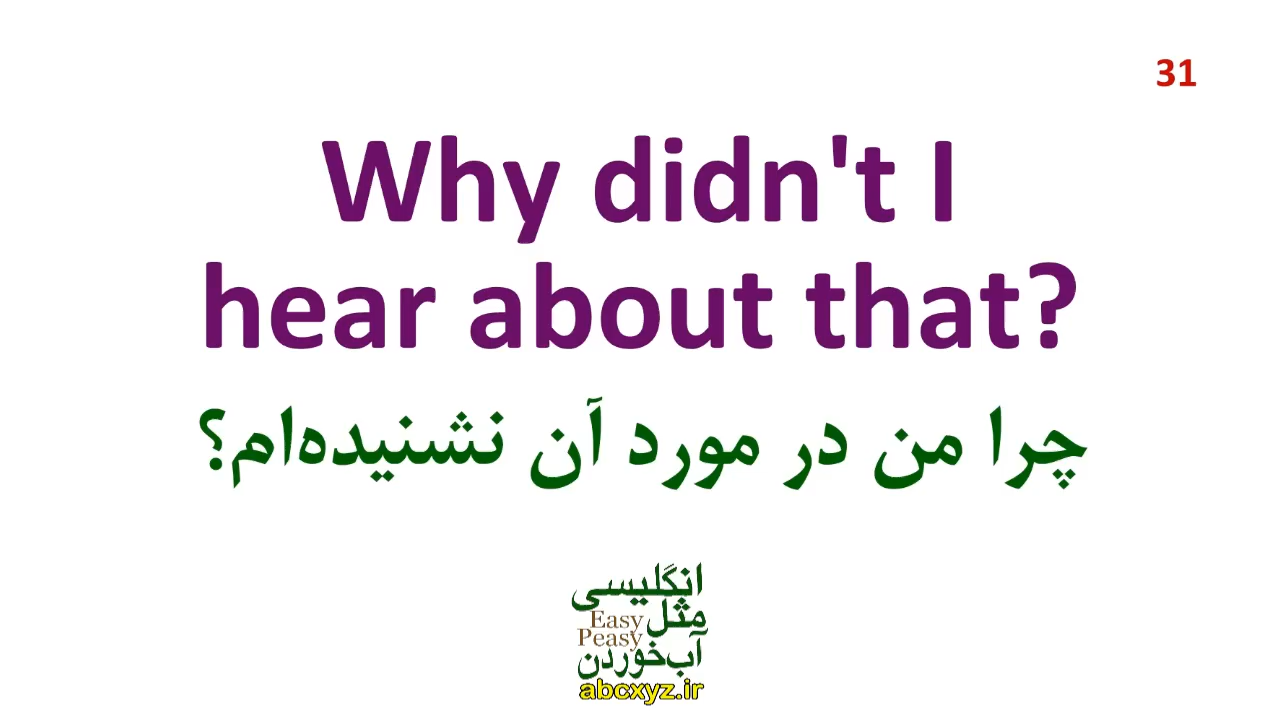 31
Why didn't I
hear about that?
چرا من در مورد آن نشنیده‌ام؟
انگلیسی
مثل
Easy
Peasy
آب‌خوردن
abcxyz.ir